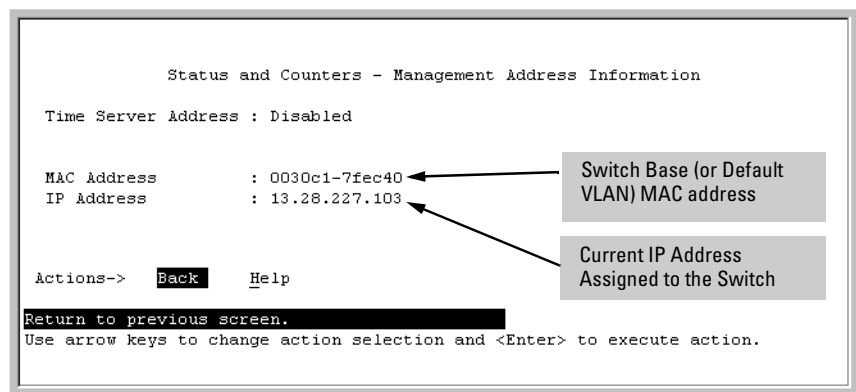 Status and Counters - Management Address Information
Time Server Address : Disabled
MAC Address : 0030c1-7fec40
IP Address : 13.28.227.103
Switch Base (or Default
VLAN) MAC address
Current IP Address
Assigned to the Switch
Actions-> Back Help
Return to previous screen.
Use arrow keys to change action selection and <Enter> to execute action.